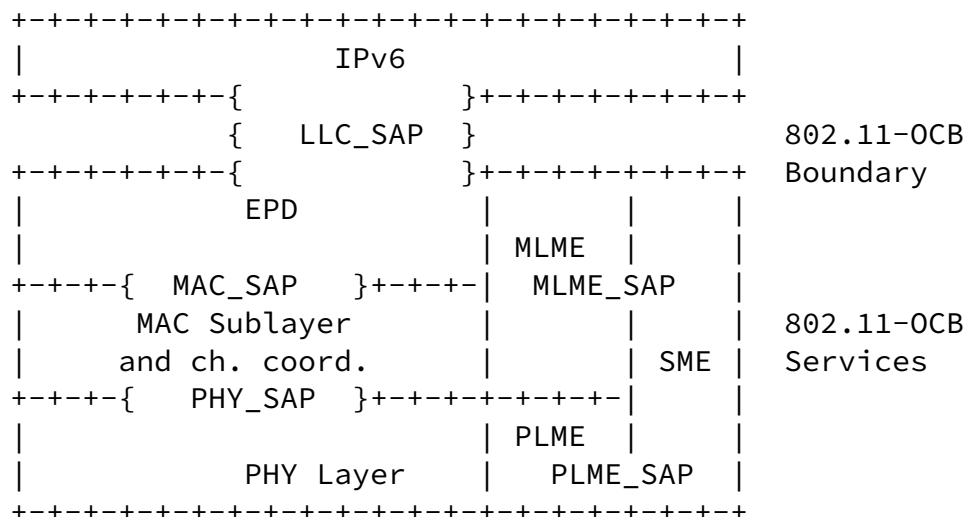 +-+-+-+-+-+-+-+-+-+-+-+-+-+-+-+-+-+-+-+
|                 IPv6                  |
+-+-+-+-+-+-{            }+-+-+-+-+-+-+-+
            {   LLC_SAP  }                 802.11-OCB
+-+-+-+-+-+-{            }+-+-+-+-+-+-+-+  Boundary
|            EPD          |       |     |
|                         | MLME  |     |
+-+-+-{  MAC_SAP   }+-+-+-|  MLME_SAP   |
|      MAC Sublayer       |       |     |  802.11-OCB
|     and ch. coord.      |       | SME |  Services
+-+-+-{   PHY_SAP  }+-+-+-+-+-+-+-|     |
|                         | PLME  |     |
|            PHY Layer    |   PLME_SAP  |
+-+-+-+-+-+-+-+-+-+-+-+-+-+-+-+-+-+-+-+